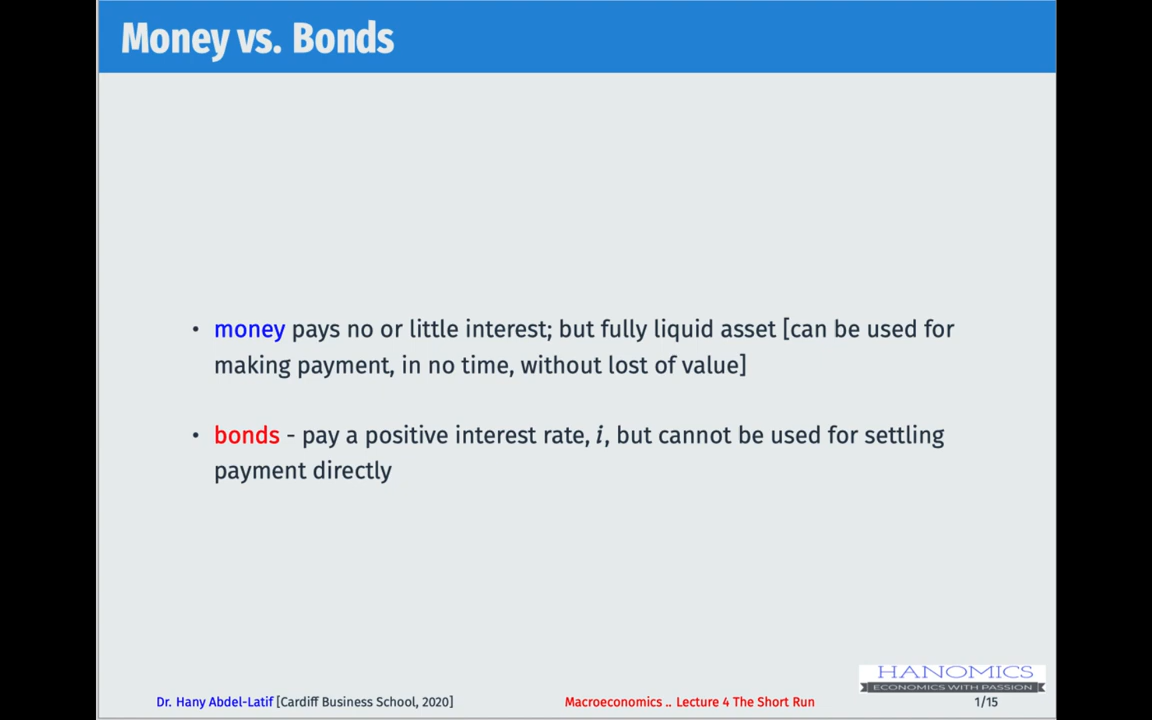 Money vs. Bonds
• money pays no or little interest; but fully liquid asset [can be used for
making payment, in no time, without lost of value]
• bonds - pay a positive interest rate, i, but cannot be used for settling
payment directly
HANOMICS
ECONOMICS WITH PASSION
Dr. Hany Abdel-Latif [Cardiff Business School, 2020] Macroeconomics .. Lecture 4 The Short Run 1/15